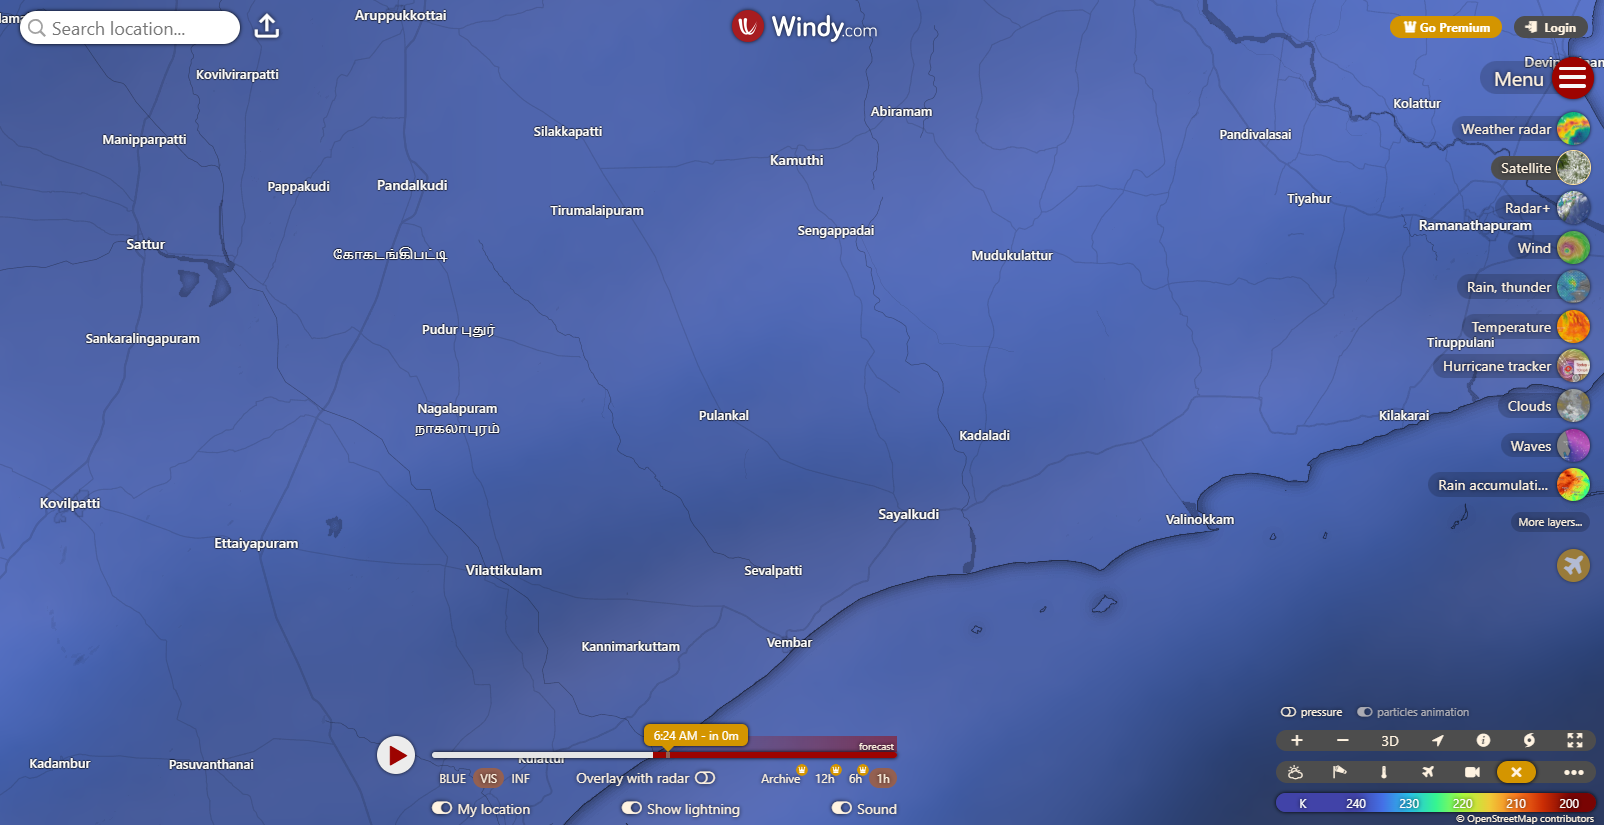 Aruppukkottai
Search location...
Windy.com
Go Premium
Login
Kovilvirarpatti
Menu
Abiramam
Kolattur
Manipparpatti
Silakkapatti
Pandivalasai
Weather radar
Kamuthi
Satellite
Pappakudi
Pandalkudi
Tirumalaipuram
Tiyahur
Radar+
Ramanathapuram
Sattur
Sengappadai
Wind
கோகடங்கிபட்டி
Mudukulattur
Rain, thunder
Pudur புதுர்
Temperature
Sankaralingapuram
Tiruppulani
Hurricane tracker
Nagalapuram
நாகலாபுரம்
Pulankal
Kilakarai
Clouds
Kadaladi
Waves
Rain accumulati...
Kovilpatti
Sayalkudi
Valinokkam
More layers...
Ettaiyapuram
Vilattikulam
Sevalpatti
Kannimarkuttam
Vembar
pressure
particles animation
6:24 AM - in 0m
forecast
3D
Kadambur
Pasuvanthanai
Kulattur
BLUE VIS INF
Overlay with radar
Archive 12h 6h 1h
My location
Show lightning
Sound
K 240 230 220 210 200
© OpenStreetMap contributors